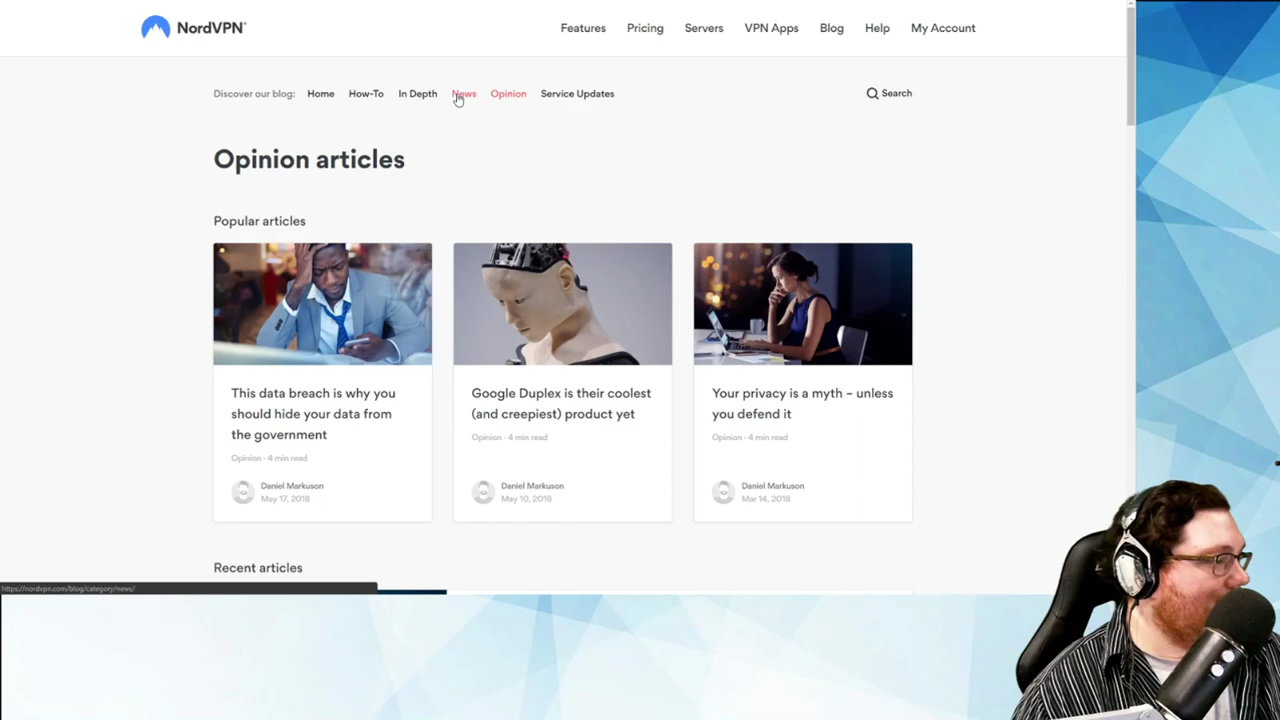 NordVPN®
Features Pricing Servers VPN Apps Blog Help My Account
Discover our blog: Home How-To In Depth News Opinion Service Updates Search
Opinion articles
Popular articles
This data breach is why you
should hide your data from
the government
Opinion · 4 min read
Daniel Markuson
May 17, 2018
Google Duplex is their coolest
(and creepiest) product yet
Opinion · 4 min read
Daniel Markuson
May 10, 2018
Your privacy is a myth – unless
you defend it
Opinion · 4 min read
Daniel Markuson
Mar 14, 2018
Recent articles
https://nordvpn.com/blog/category/news/